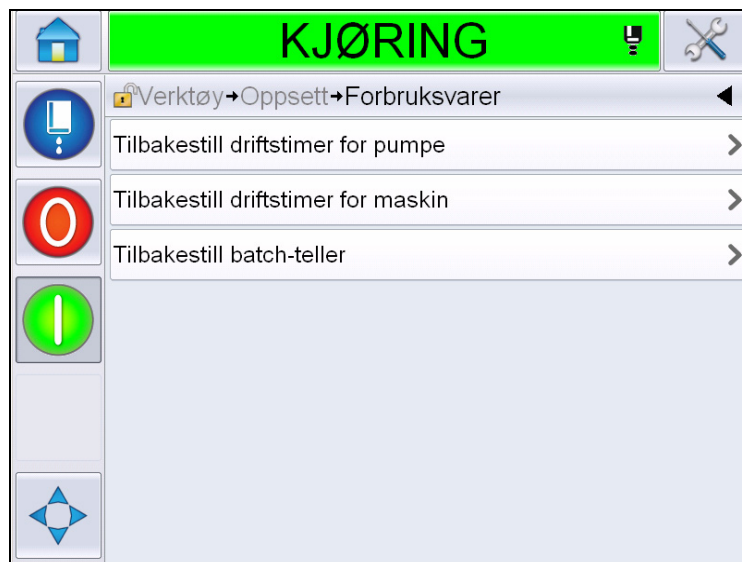 KJØRING
Verktøy➔Oppsett➔Forbruksvarer
Tilbakestill driftstimer for pumpe
Tilbakestill driftstimer for maskin
Tilbakestill batch-teller